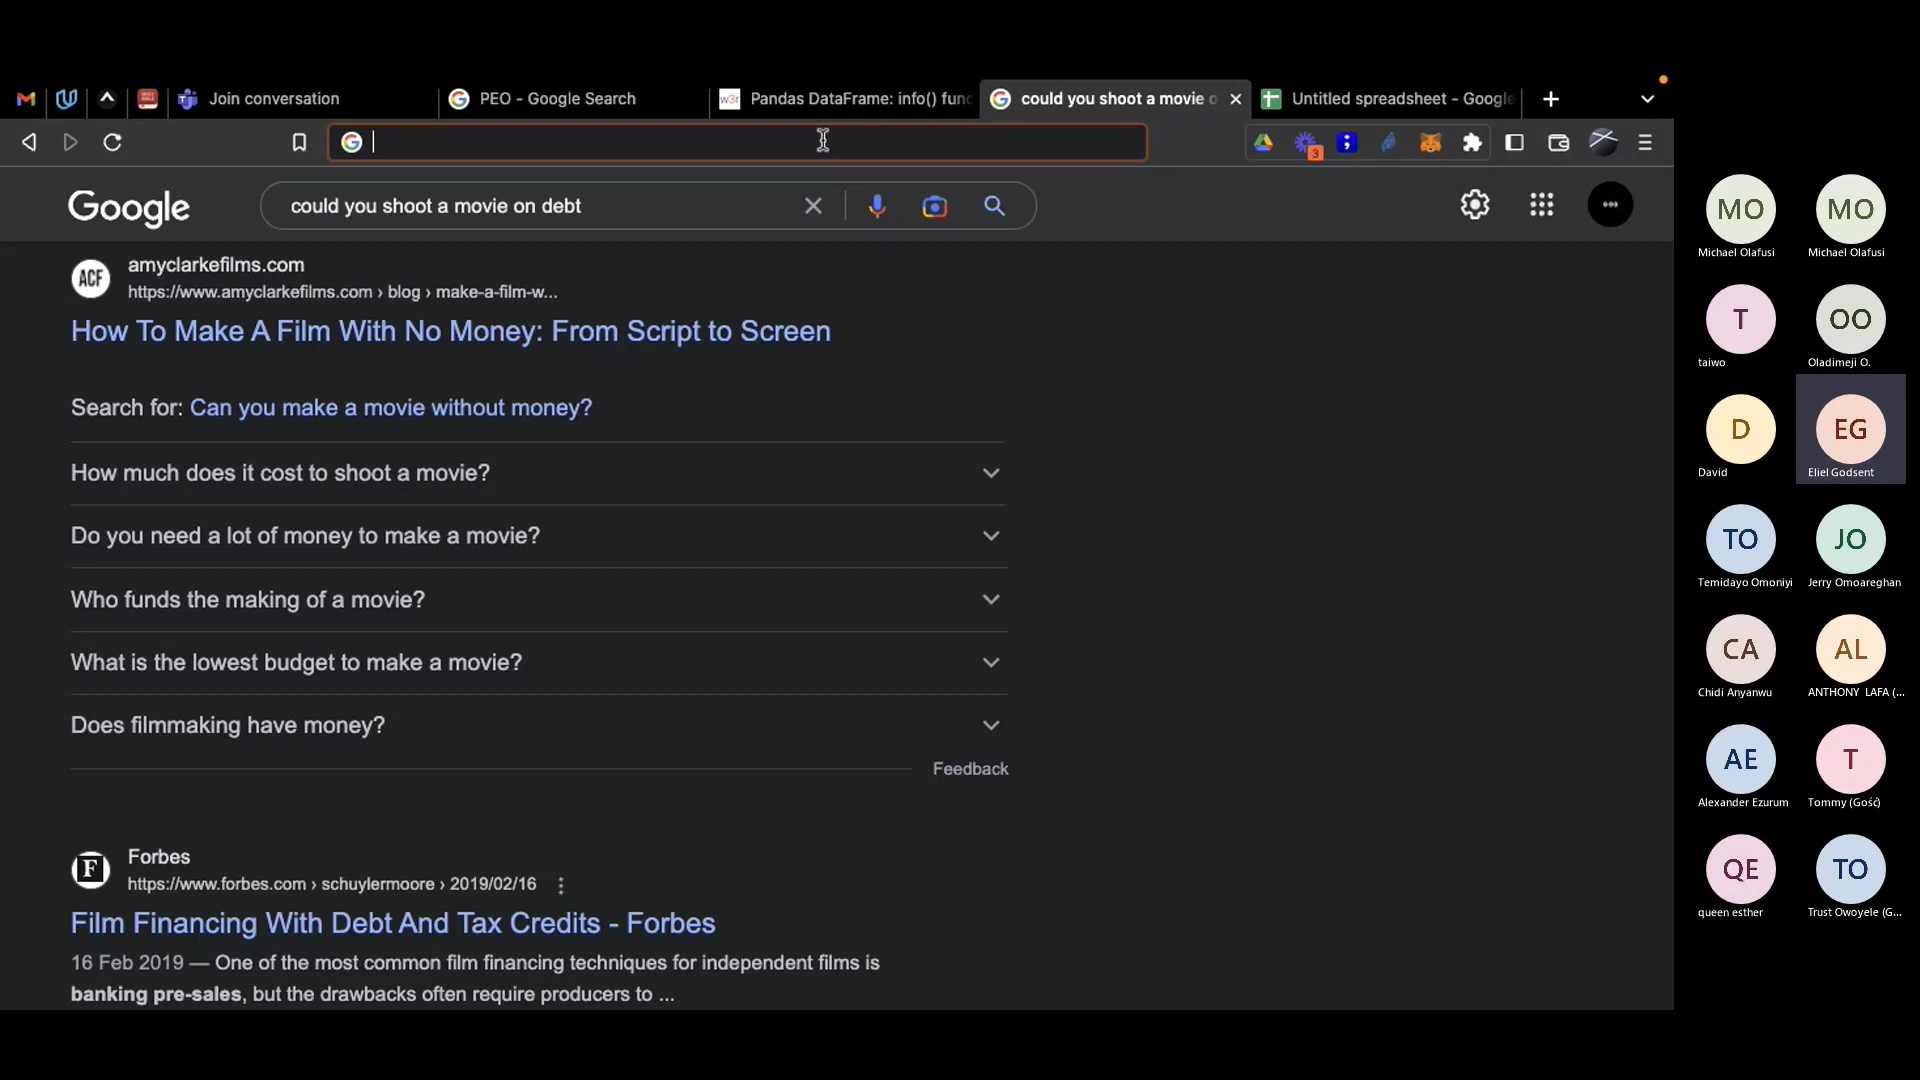 Join conversation
PEO - Google Search
w3r
Pandas DataFrame: info() func
could you shoot a movie o
Untitled spreadsheet - Google
3
Google
could you shoot a movie on debt
ACF
amyclarkefilms.com
https://www.amyclarkefilms.com › blog › make-a-film-w...
How To Make A Film With No Money: From Script to Screen
Search for: Can you make a movie without money?
How much does it cost to shoot a movie?
Do you need a lot of money to make a movie?
Who funds the making of a movie?
What is the lowest budget to make a movie?
Does filmmaking have money?
Feedback
F
Forbes
https://www.forbes.com › schuylermoore › 2019/02/16
Film Financing With Debt And Tax Credits - Forbes
16 Feb 2019 — One of the most common film financing techniques for independent films is
banking pre-sales, but the drawbacks often require producers to ...
MO
Michael Olafusi
MO
Michael Olafusi
T
taiwo
OO
Oladimeji O.
D
David
EG
Eliel Godsent
TO
Temidayo Omoniyi
JO
Jerry Omoareghan
CA
Chidi Anyanwu
AL
ANTHONY LAFA (...
AE
Alexander Ezurum
T
Tommy (Gość)
QE
queen esther
TO
Trust Owoyele (G...